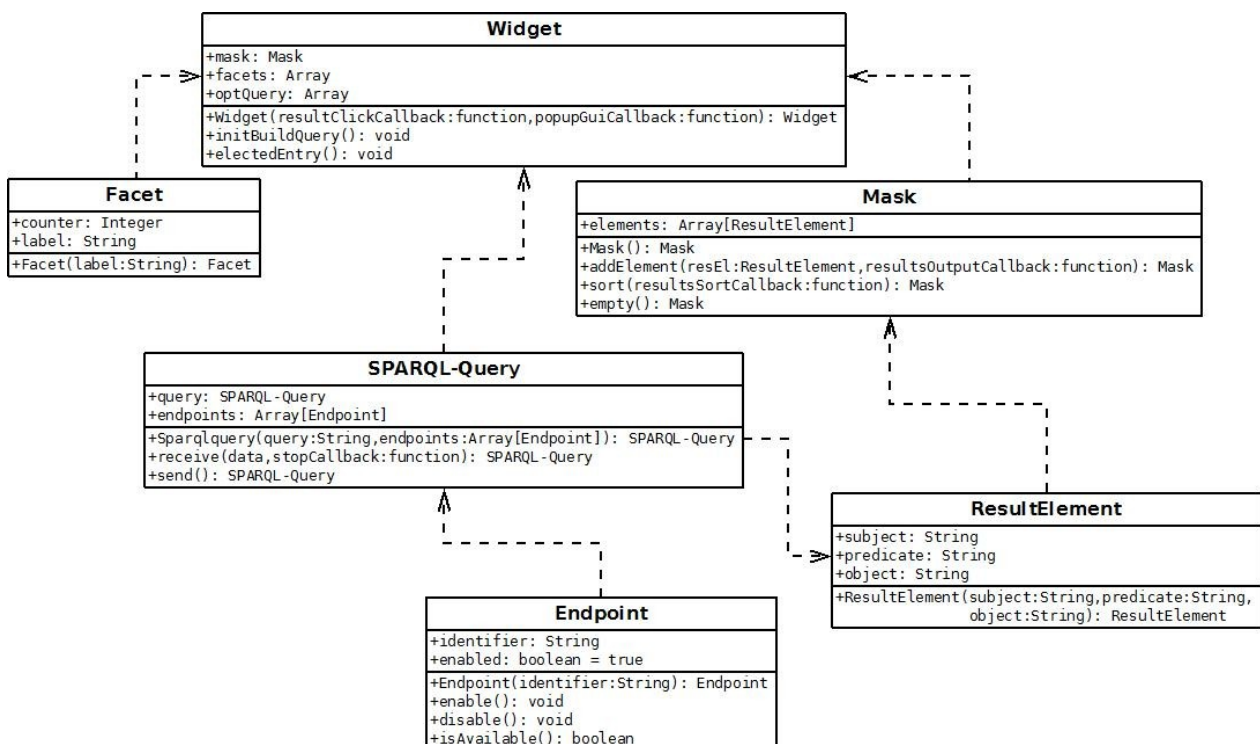 Widget
+mask: Mask
+facets: Array
+optQuery: Array
+Widget(resultClickCallback:function,popupGuiCallback:function): Widget
+initBuildQuery(): void
+electedEntry(): void
Facet
+counter: Integer
+label: String
+Facet(label:String): Facet
Mask
+elements: Array[ResultElement]
+Mask(): Mask
+addElement(resEl:ResultElement,resultsOutputCallback:function): Mask
+sort(resultsSortCallback:function): Mask
+empty(): Mask
SPARQL-Query
+query: SPARQL-Query
+endpoints: Array[Endpoint]
+Sparqlquery(query:String,endpoints:Array[Endpoint]): SPARQL-Query
+receive(data,stopCallback:function): SPARQL-Query
+send(): SPARQL-Query
ResultElement
+subject: String
+predicate: String
+object: String
+ResultElement(subject:String,predicate:String,
object:String): ResultElement
Endpoint
+identifier: String
+enabled: boolean = true
+Endpoint(identifier:String): Endpoint
+enable(): void
+disable(): void
+isAvailable(): boolean